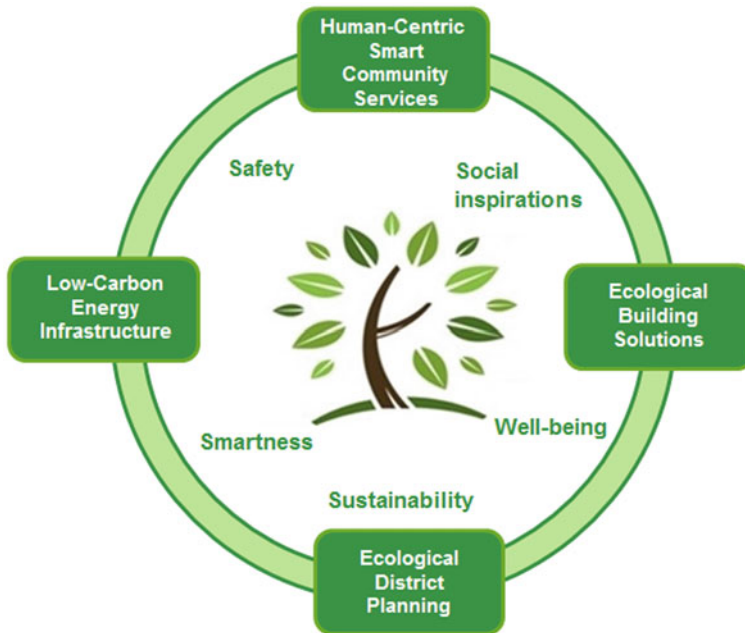 Human-Centric
Smart
Community
Services
Safety
Social
inspirations
Low-Carbon
Energy
Infrastructure
Ecological
Building
Solutions
Smartness
Well-being
Sustainability
Ecological
District
Planning